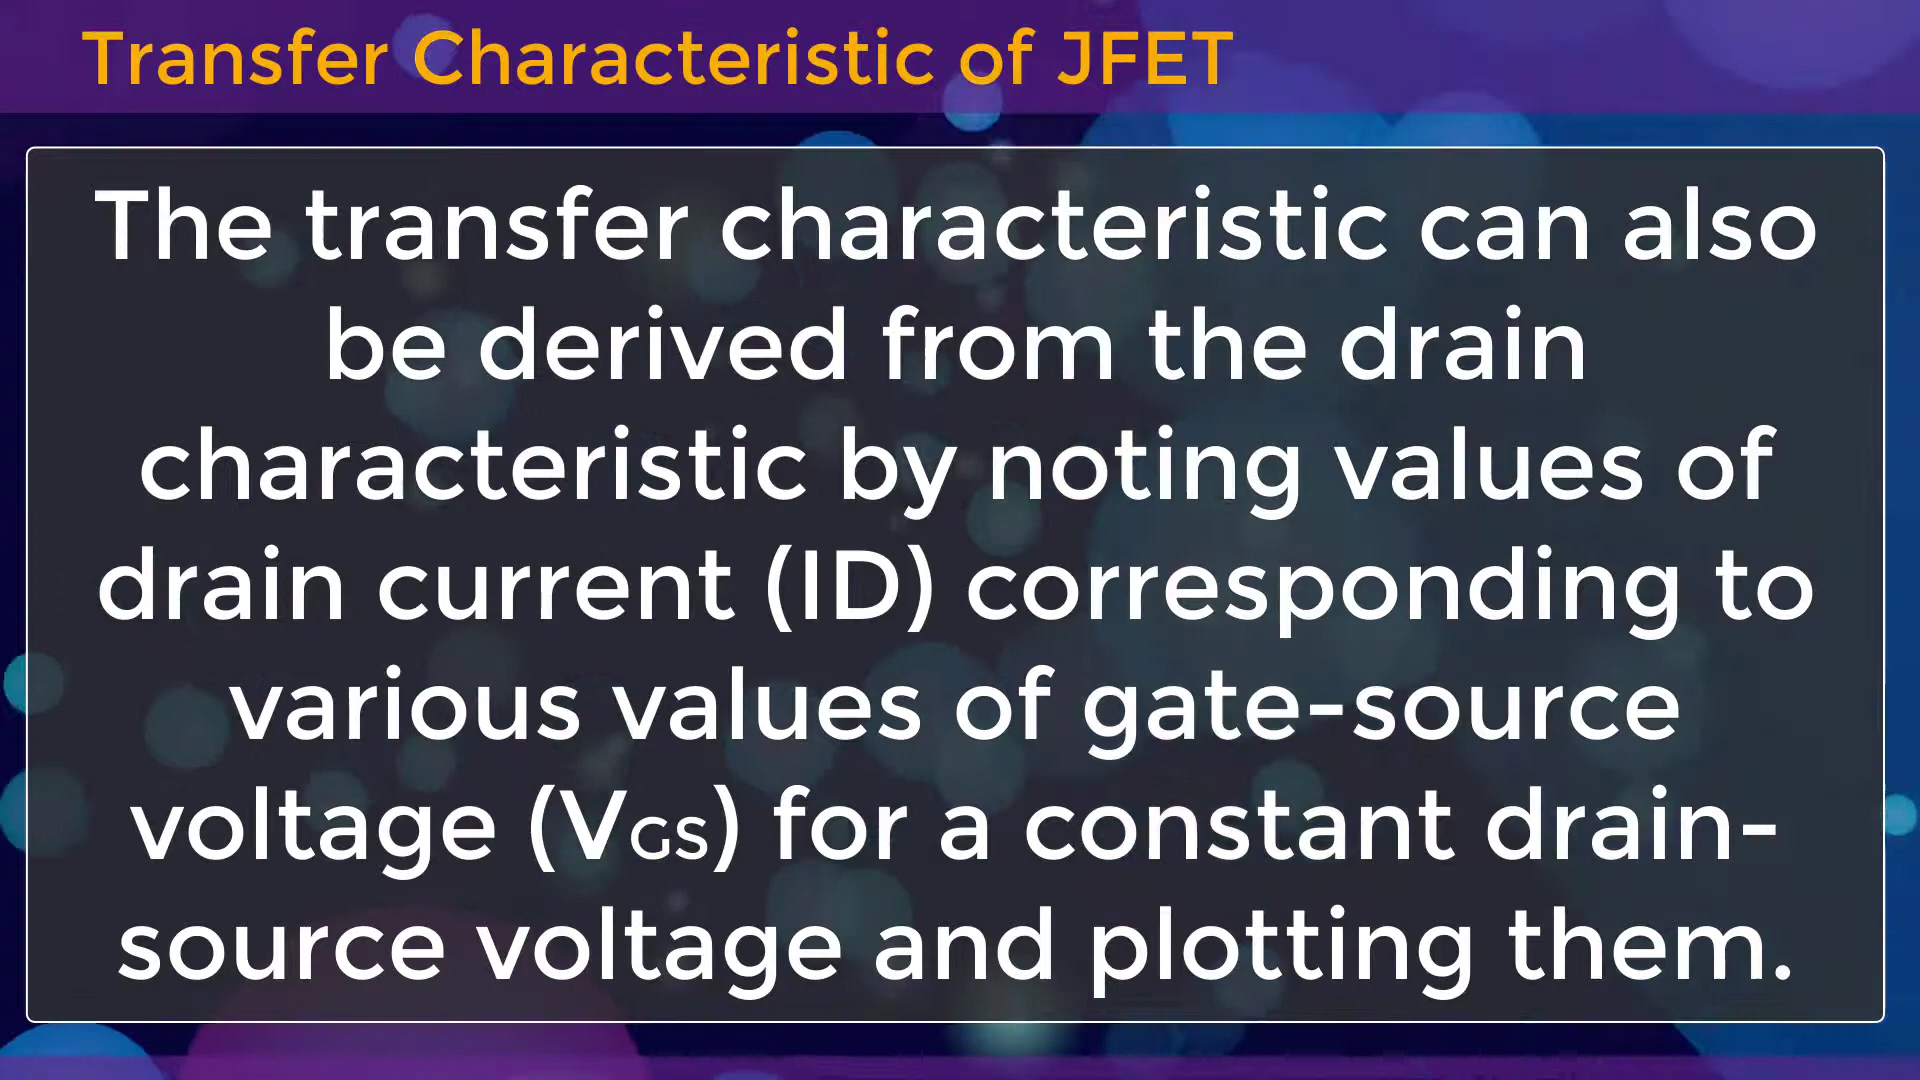 Transfer Characteristic of JFET
The transfer characteristic can also
be derived from the drain
characteristic by noting values of
drain current (ID) corresponding to
various values of gate-source
voltage (VGS) for a constant drain-
source voltage and plotting them.